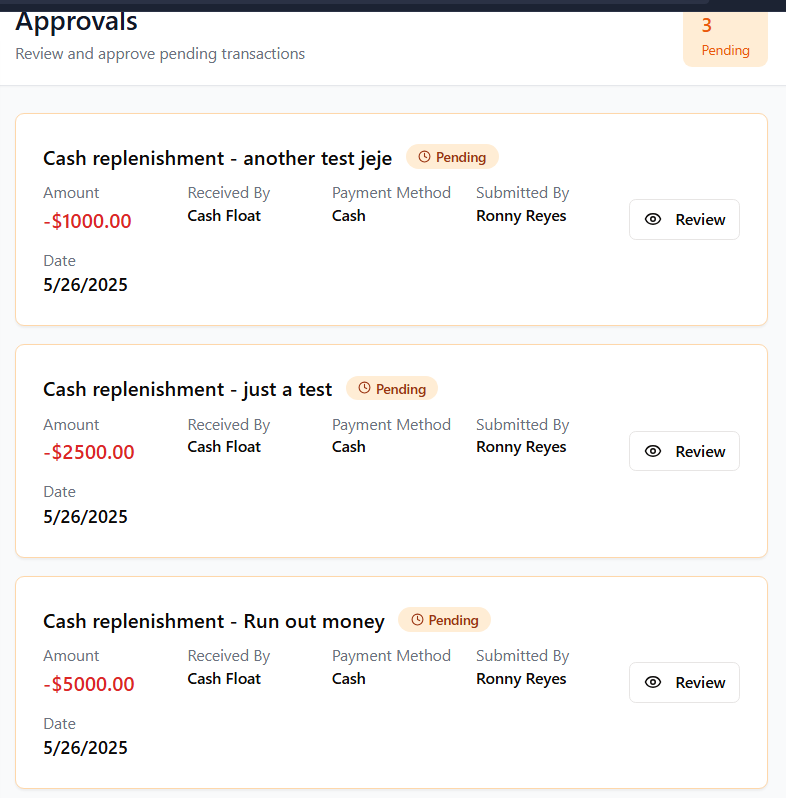 Approvals
3
Review and approve pending transactions
Pending
Cash replenishment - another test jeje Pending
Amount Received By Payment Method Submitted By
-$1000.00 Cash Float Cash Ronny Reyes Review
Date
5/26/2025
Cash replenishment - just a test Pending
Amount Received By Payment Method Submitted By
-$2500.00 Cash Float Cash Ronny Reyes Review
Date
5/26/2025
Cash replenishment - Run out money Pending
Amount Received By Payment Method Submitted By
-$5000.00 Cash Float Cash Ronny Reyes Review
Date
5/26/2025